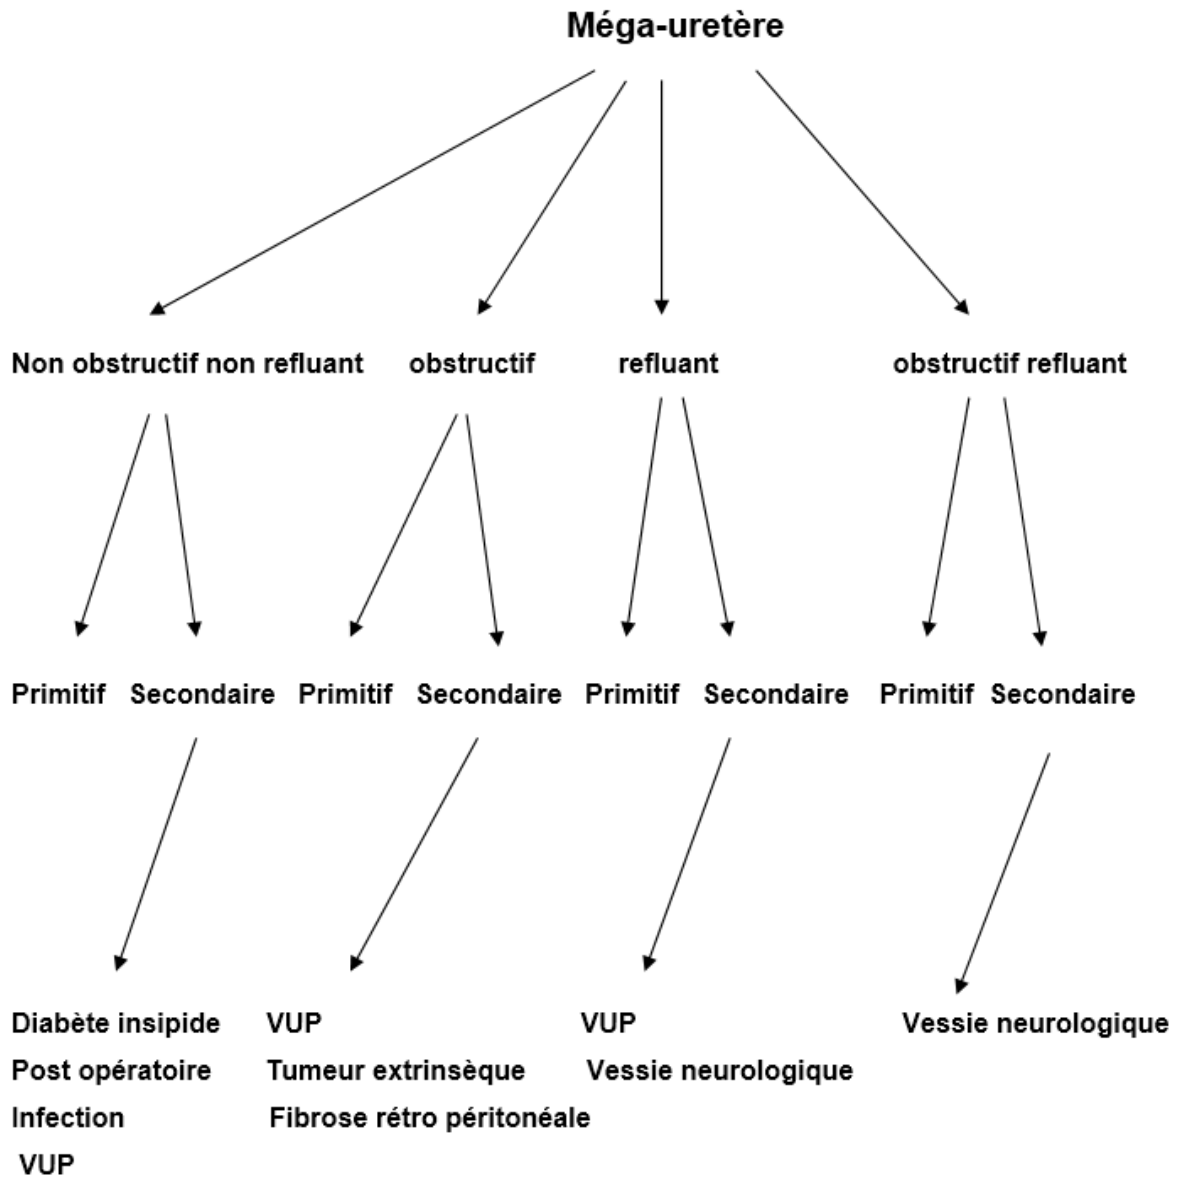 Méga-uretère
Non obstructif non refluant obstructif refluant obstructif refluant
Primitif Secondaire Primitif Secondaire Primitif Secondaire Primitif Secondaire
Diabète insipide VUP VUP Vessie neurologique
Post opératoire Tumeur extrinsèque Vessie neurologique
Infection Fibrose rétro péritonéale
VUP